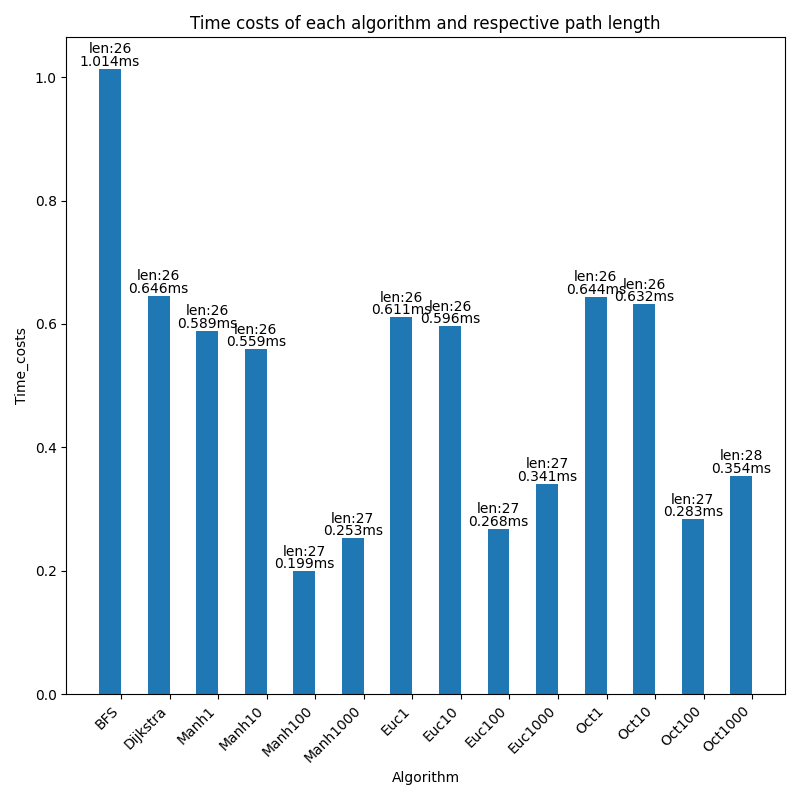 Time costs of each algorithm and respective path length
len:26
1.014ms
len:26
0.646ms
len:26
0.589ms
len:26
0.559ms
len:27
0.199ms
len:27
0.253ms
len:26
0.611ms
len:26
0.596ms
len:27
0.268ms
len:27
0.341ms
len:26
0.644ms
len:26
0.632ms
len:27
0.283ms
len:28
0.354ms
1.0
0.8
0.6
0.4
0.2
0.0
Time_costs
BFS
Dijkstra
Manh1
Manh10
Manh100
Manh1000
Euc1
Euc10
Euc100
Euc1000
Oct1
Oct10
Oct100
Oct1000
Algorithm